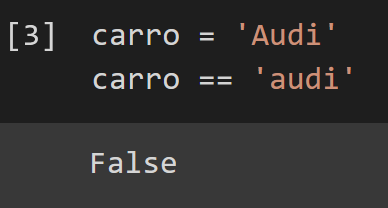 [3] carro = 'Audi'
carro == 'audi'
False